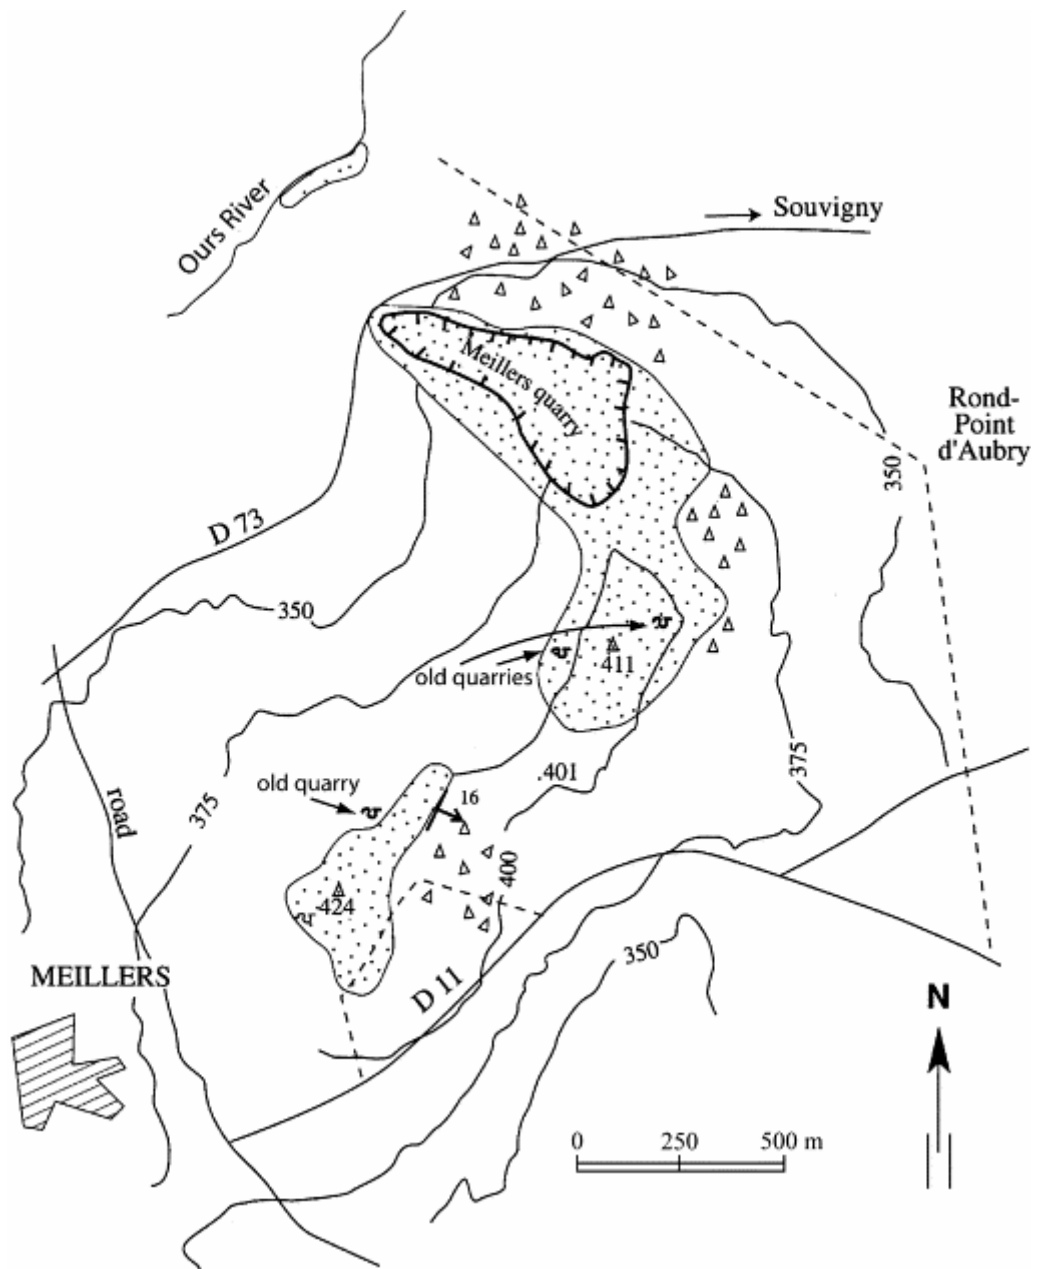 Ours River
Souvigny
Meillers quarry
Rond-
Point
d'Aubry
350
D 73
350
old quarries
411
375
.401
old quarry
16
375
road
400
424
350
MEILLERS
D 11
N
0 250 500 m